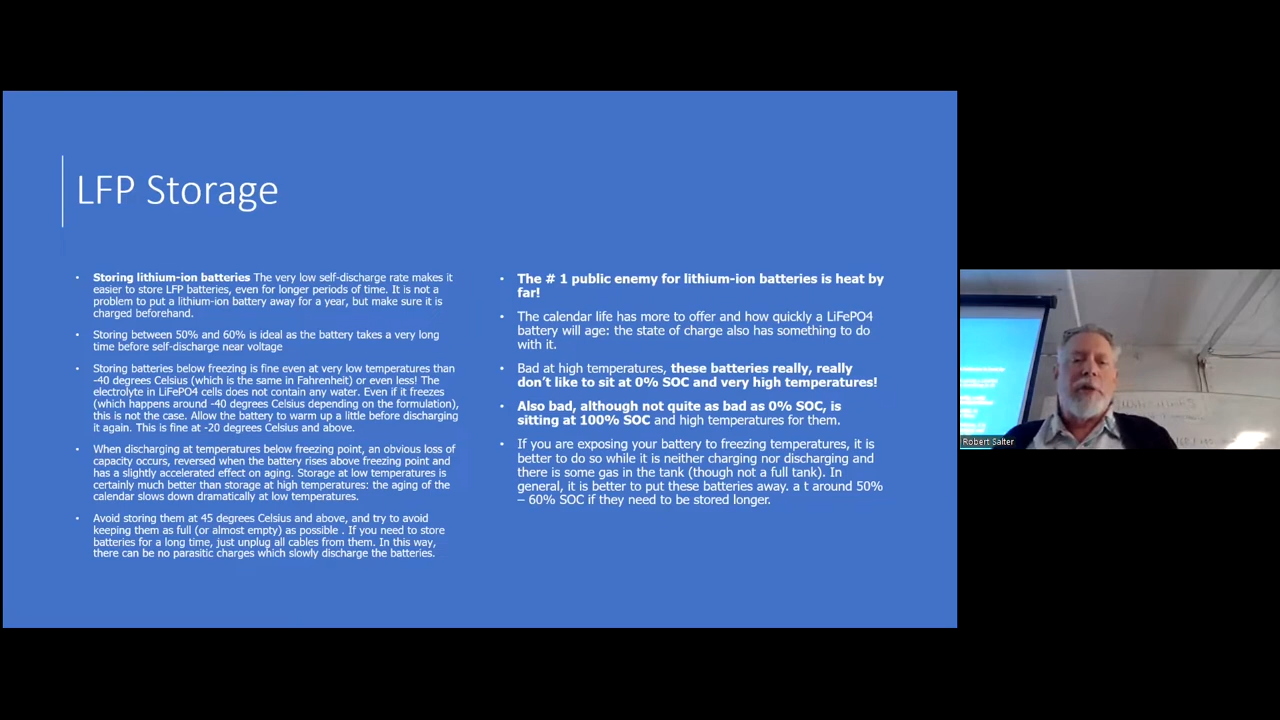 LFP Storage
• Storing lithium-ion batteries The very low self-discharge rate makes it
easier to store LFP batteries, even for longer periods of time. It is not a
problem to put a lithium-ion battery away for a year, but make sure it is
charged beforehand.
• Storing between 50% and 60% is ideal as the battery takes a very long
time before self-discharge near voltage
• Storing batteries below freezing is fine even at very low temperatures than
-40 degrees Celsius (which is the same in Fahrenheit) or even less! The
electrolyte in LiFePO4 cells does not contain any water. Even if it freezes
(which happens around -40 degrees Celsius depending on the formulation),
this is not the case. Allow the battery to warm up a little before discharging
it again. This is fine at -20 degrees Celsius and above.
• When discharging at temperatures below freezing point, an obvious loss of
capacity occurs, reversed when the battery rises above freezing point and
has a slightly accelerated effect on aging. Storage at low temperatures is
certainly much better than storage at high temperatures: the aging of the
calendar slows down dramatically at low temperatures.
• Avoid storing them at 45 degrees Celsius and above, and try to avoid
keeping them as full (or almost empty) as possible . If you need to store
batteries for a long time, just unplug all cables from them. In this way,
there can be no parasitic charges which slowly discharge the batteries.
• The # 1 public enemy for lithium-ion batteries is heat by
far!
• The calendar life has more to offer and how quickly a LiFePO4
battery will age: the state of charge also has something to do
with it.
• Bad at high temperatures, these batteries really, really
don't like to sit at 0% SOC and very high temperatures!
• Also bad, although not quite as bad as 0% SOC, is
sitting at 100% SOC and high temperatures for them.
• If you are exposing your battery to freezing temperatures, it is
better to do so while it is neither charging nor discharging and
there is some gas in the tank (though not a full tank). In
general, it is better to put these batteries away. a t around 50%
– 60% SOC if they need to be stored longer.
Robert Salter